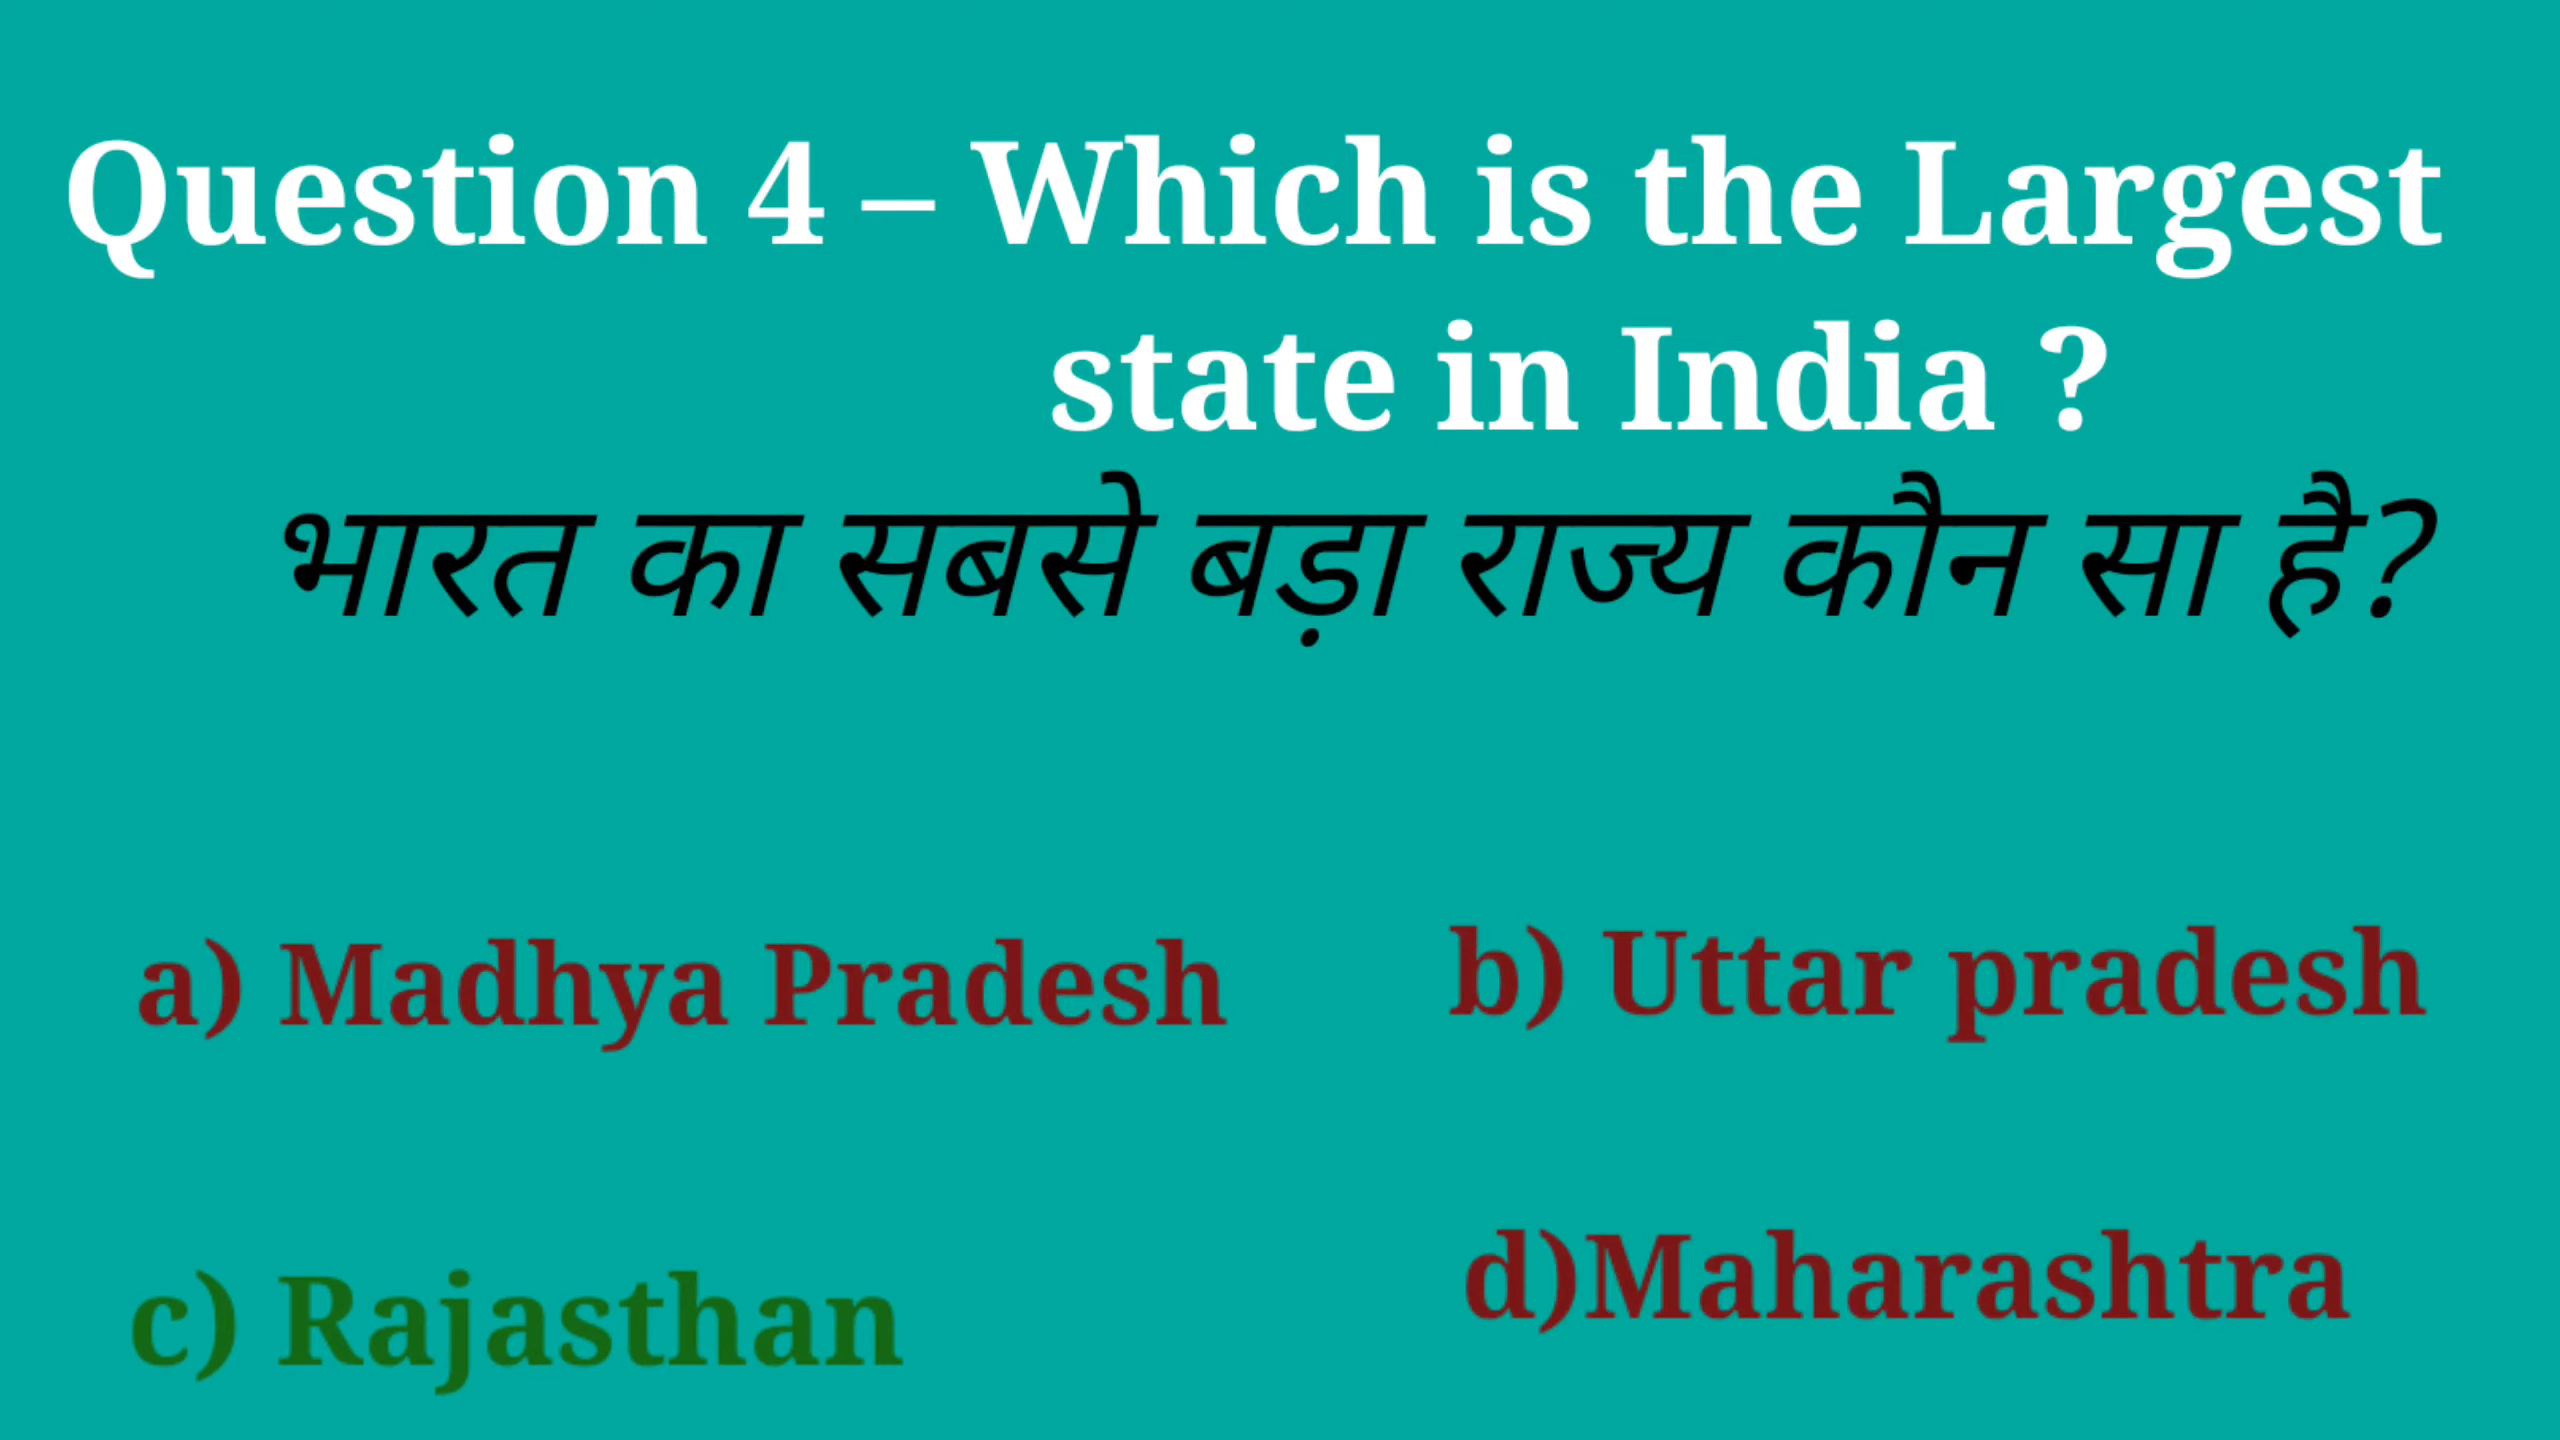 Question 4 – Which is the Largest
state in India ?
भारत का सबसे बड़ा राज्य कौन सा है?
a) Madhya Pradesh
b) Uttar pradesh
c) Rajasthan
d)Maharashtra